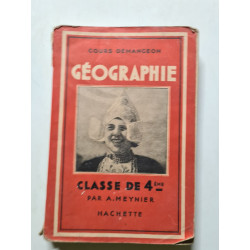 COURS DEMANGEON
GÉOGRAPHIE
CLASSE DE 4ème
PAR A. MEYNIER
HACHETTE